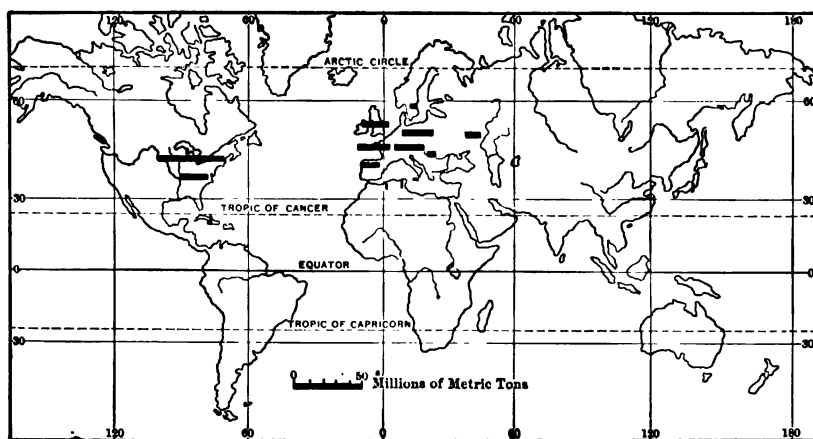 120 60 0 60 120 180
ARCTIC CIRCLE
60 60
30 30
TROPIC OF CANCER
0 EQUATOR 0
TROPIC OF CAPRICORN
30 30
0 50 Millions of Metric Tons
120 60 0 60 120 180